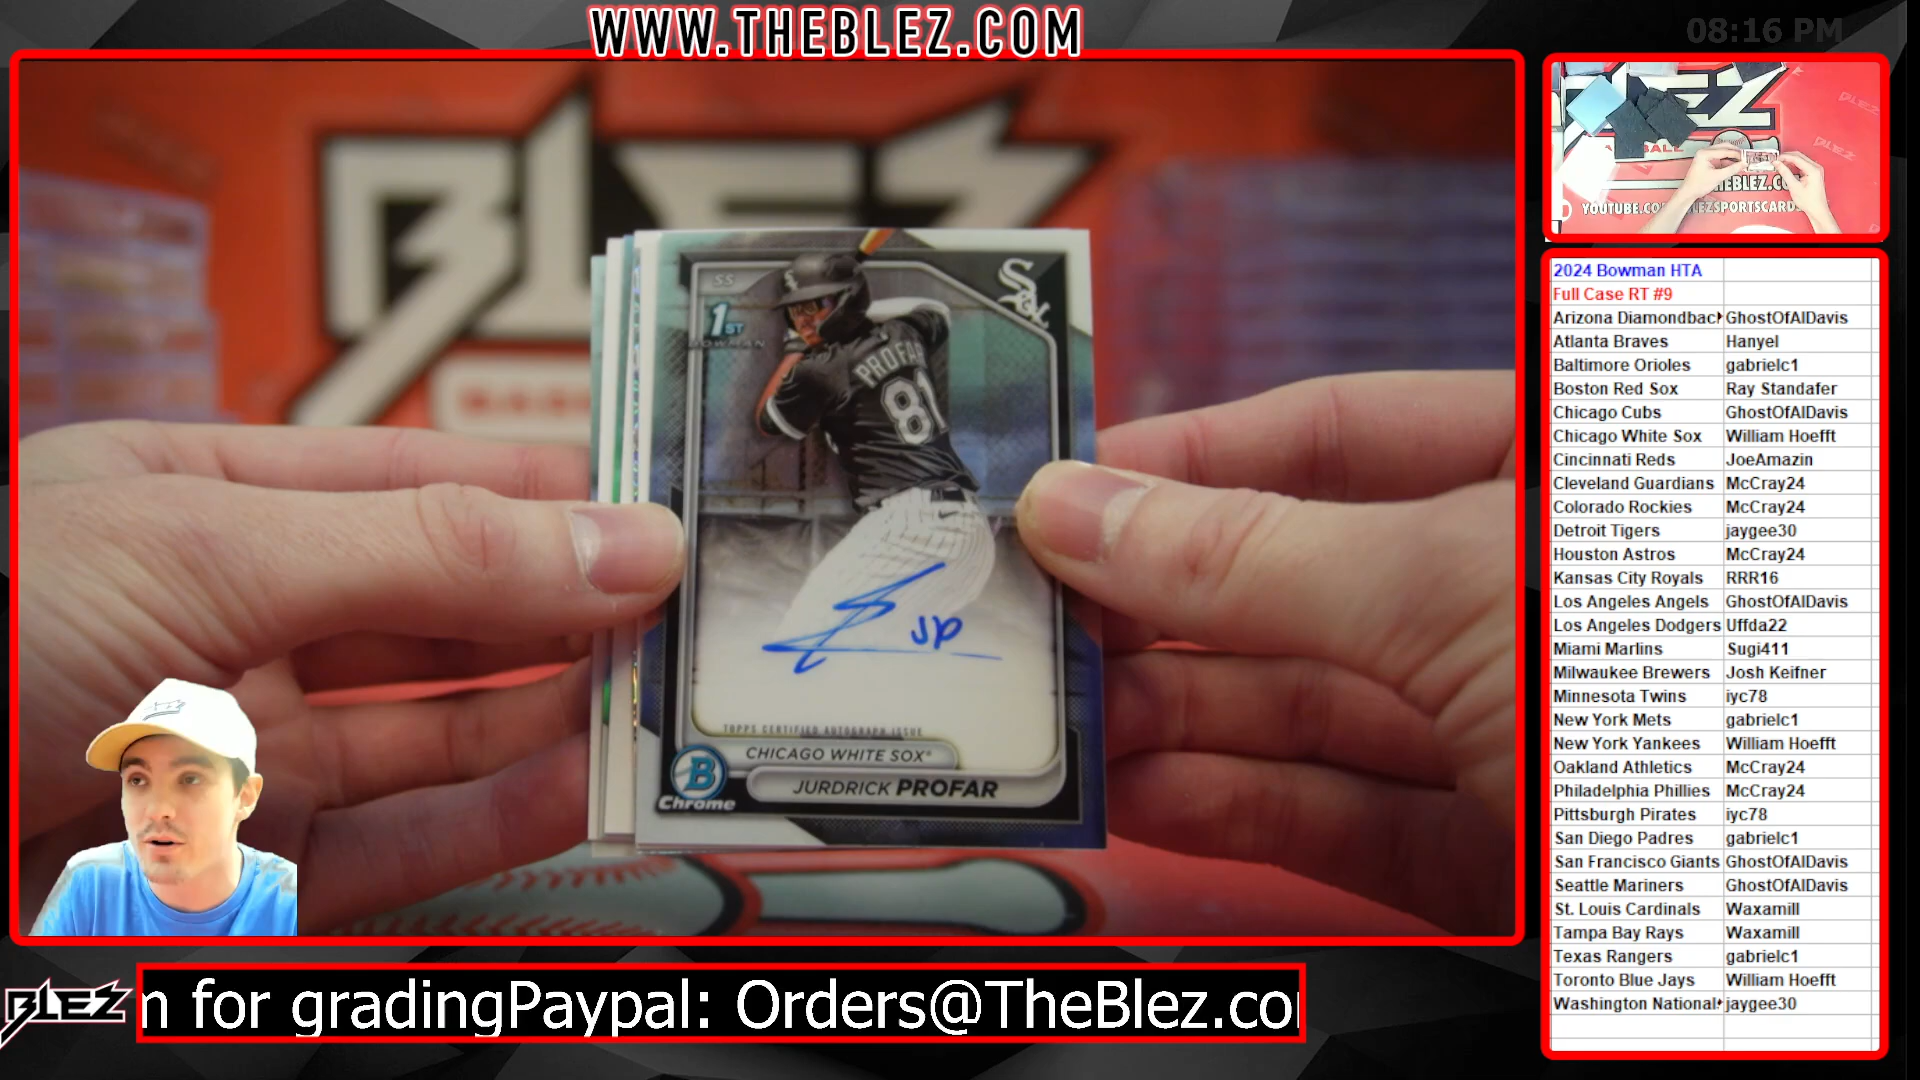 WWW.THEBLEZ.COM
08:16 PM
BLEZ
SS
1ST
BOWMAN
Sox
PROFAR
81
JP
TOPPS CERTIFIED AUTOGRAPH ISSUE
CHICAGO WHITE SOX
JURDRICK PROFAR
B
Chrome
BLEZ
YOUTUBE.CO
2024 Bowman HTA
Full Case RT #9
Arizona Diamondbac GhostOfAlDavis
Atlanta Braves Hanyel
Baltimore Orioles gabrielc1
Boston Red Sox Ray Standafer
Chicago Cubs GhostOfAlDavis
Chicago White Sox William Hoefft
Cincinnati Reds JoeAmazin
Cleveland Guardians McCray24
Colorado Rockies McCray24
Detroit Tigers jaygee30
Houston Astros McCray24
Kansas City Royals RRR16
Los Angeles Angels GhostOfAlDavis
Los Angeles Dodgers Uffda22
Miami Marlins Sugi411
Milwaukee Brewers Josh Keifner
Minnesota Twins iyc78
New York Mets gabrielc1
New York Yankees William Hoefft
Oakland Athletics McCray24
Philadelphia Phillies McCray24
Pittsburgh Pirates iyc78
San Diego Padres gabrielc1
San Francisco Giants GhostOfAlDavis
Seattle Mariners GhostOfAlDavis
St. Louis Cardinals Waxamill
Tampa Bay Rays Waxamill
Texas Rangers gabrielc1
Toronto Blue Jays William Hoefft
Washington National jaygee30
BLEZ
n for gradingPaypal: Orders@TheBlez.co